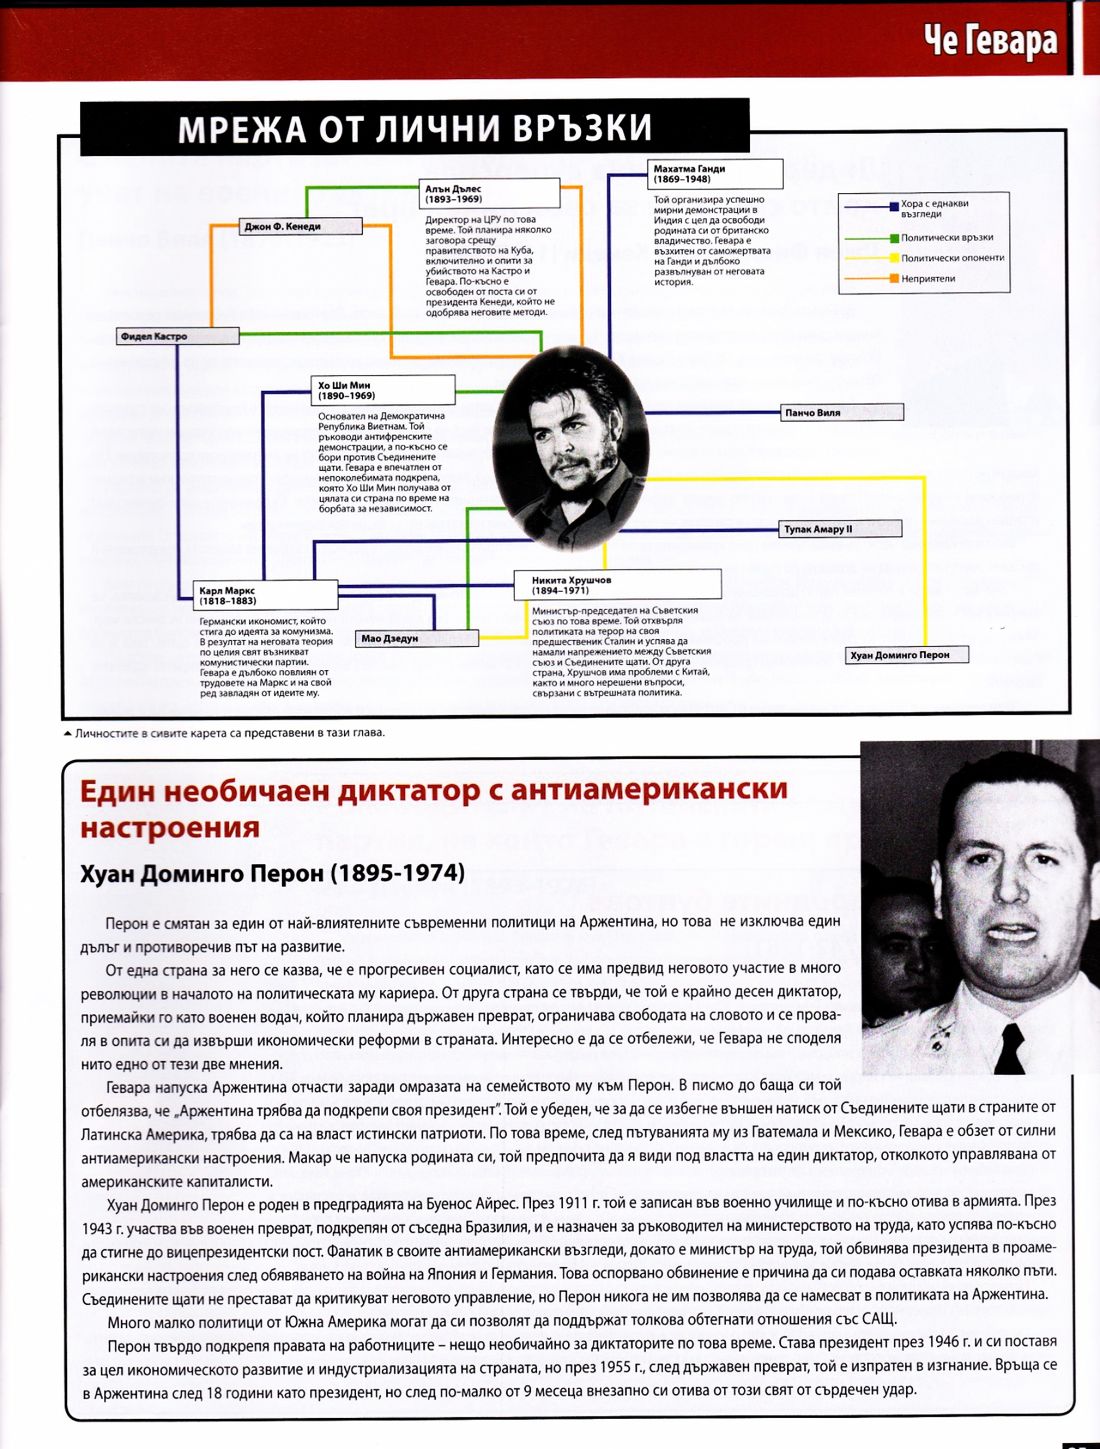 Че Гевара
МРЕЖА ОТ ЛИЧНИ ВРЪЗКИ
Алън Дълес
(1893–1969)
Директор на ЦРУ по това
време. Той планира няколко
заговора срещу
правителството на Куба,
включително и опити за
убийството на Кастро и
Гевара. По-късно е
освободен от поста си от
президента Кенеди, който не
одобрява неговите методи.
Махатма Ганди
(1869–1948)
Той организира успешно
мирни демонстрации в
Индия с цел да освободи
родината си от британско
владичество. Гевара е
възхитен от саможертвата
на Ганди и дълбоко
развълнуван от неговата
история.
Хора с еднакви
възгледи
Политически връзки
Политически опоненти
Неприятели
Джон Ф. Кенеди
Фидел Кастро
Хо Ши Мин
(1890–1969)
Основател на Демократична
Република Виетнам. Той
ръководи антифренските
демонстрации, а по-късно се
бори против Съединените
щати. Гевара е впечатлен от
непоколебимата подкрепа,
която Хо Ши Мин получава от
цялата си страна по време на
борбата за независимост.
Панчо Виля
Тупак Амару II
Карл Маркс
(1818–1883)
Германски икономист, който
стига до идеята за комунизма.
В резултат на неговата теория
по целия свят възникват
комунистически партии.
Гевара е дълбоко повлиян от
трудовете на Маркс и на свой
ред завладян от идеите му.
Мао Дзедун
Никита Хрушчов
(1894–1971)
Министър-председател на Съветския
съюз по това време. Той отхвърля
политиката на терор на своя
предшественик Сталин и успява да
намали напрежението между Съветския
съюз и Съединените щати. От друга
страна, Хрушчов има проблеми с Китай,
както и много нерешени въпроси,
свързани с вътрешната политика.
Хуан Доминго Перон
Личностите в сивите карета са представени в тази глава.
Един необичаен диктатор с антиамерикански
настроения
Хуан Доминго Перон (1895-1974)
Перон е смятан за един от най-влиятелните съвременни политици на Аржентина, но това не изключва един
дълъг и противоречив път на развитие.
От една страна за него се казва, че е прогресивен социалист, като се има предвид неговото участие в много
революции в началото на политическата му кариера. От друга страна се твърди, че той е крайно десен диктатор,
приемайки го като военен водач, който планира държавен преврат, ограничава свободата на словото и се прова-
ля в опита си да извърши икономически реформи в страната. Интересно е да се отбележи, че Гевара не споделя
нито едно от тези две мнения.
Гевара напуска Аржентина отчасти заради омразата на семейството му към Перон. В писмо до баща си той
отбелязва, че „Аржентина трябва да подкрепи своя президент”. Той е убеден, че за да се избегне външен натиск от Съединените щати в страните от
Латинска Америка, трябва да са на власт истински патриоти. По това време, след пътуванията му из Гватемала и Мексико, Гевара е обзет от силни
антиамерикански настроения. Макар че напуска родината си, той предпочита да я види под властта на един диктатор, отколкото управлявана от
американските капиталисти.
Хуан Доминго Перон е роден в предградията на Буенос Айрес. През 1911 г. той е записан във военно училище и по-късно отива в армията. През
1943 г. участва във военен преврат, подкрепян от съседна Бразилия, и е назначен за ръководител на министерството на труда, като успява по-късно
да стигне до вицепрезидентски пост. Фанатик в своите антиамерикански възгледи, докато е министър на труда, той обвинява президента в проаме-
рикански настроения след обявяването на война на Япония и Германия. Това оспорвано обвинение е причина да си подава оставката няколко пъти.
Съединените щати не престават да критикуват неговото управление, но Перон никога не им позволява да се намесват в политиката на Аржентина.
Много малко политици от Южна Америка могат да си позволят да поддържат толкова обтегнати отношения със САЩ.
Перон твърдо подкрепя правата на работниците – нещо необичайно за диктаторите по това време. Става президент през 1946 г. и си поставя
за цел икономическото развитие и индустриализацията на страната, но през 1955 г., след държавен преврат, той е изпратен в изгнание. Връща се
в Аржентина след 18 години като президент, но след по-малко от 9 месеца внезапно си отива от този свят от сърдечен удар.